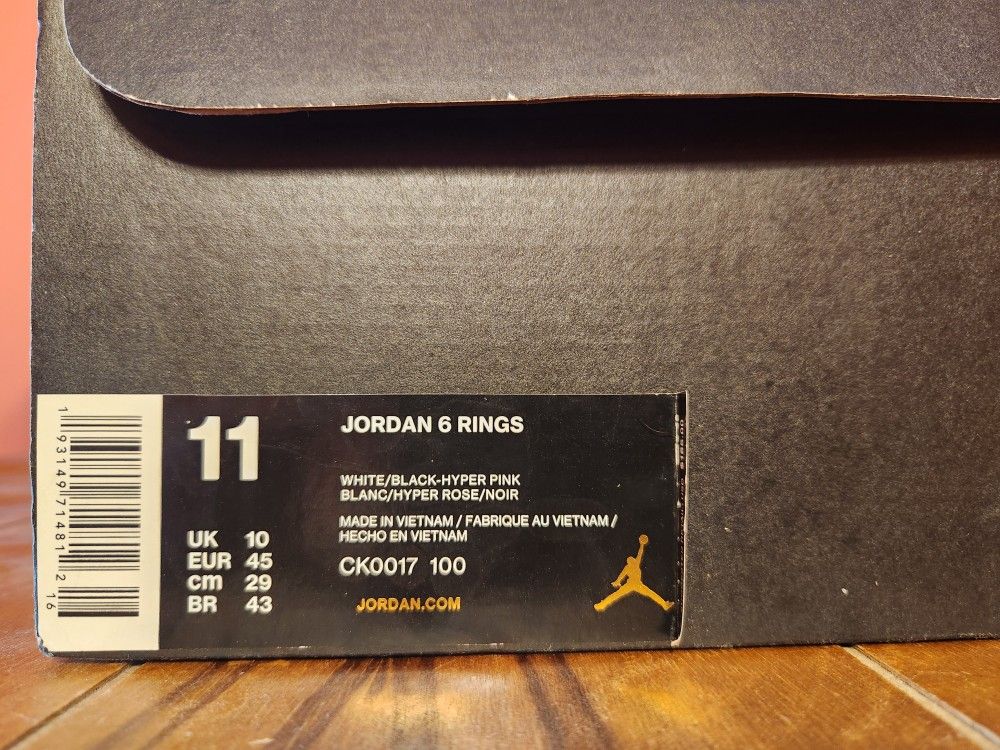 1 93149 71481 2
16
11
JORDAN 6 RINGS
WHITE/BLACK-HYPER PINK
BLANC/HYPER ROSE/NOIR
MADE IN VIETNAM / FABRIQUE AU VIETNAM /
HECHO EN VIETNAM
UK 10
EUR 45
cm 29
BR 43
CK0017 100
JORDAN.COM